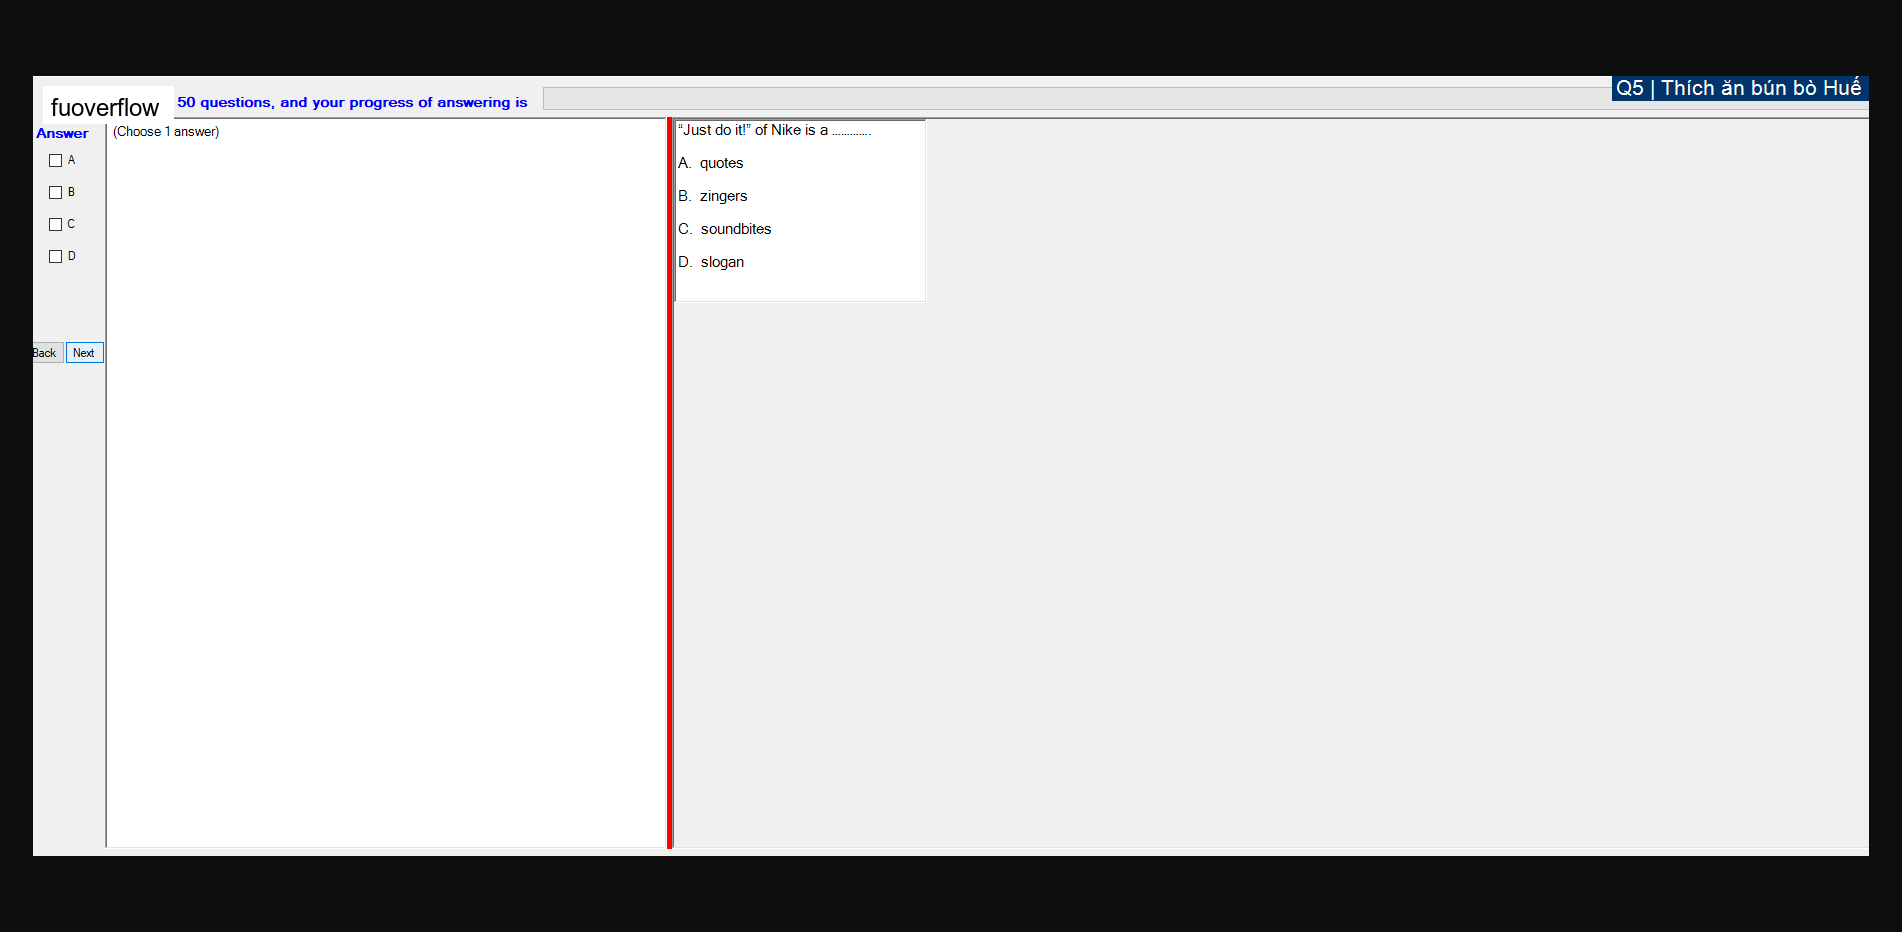 Q5 | Thích ăn bún bò Huế
fuoverflow 50 questions, and your progress of answering is
Answer
(Choose 1 answer)
A
B
C
D
Back Next
“Just do it!” of Nike is a .............
A. quotes
B. zingers
C. soundbites
D. slogan